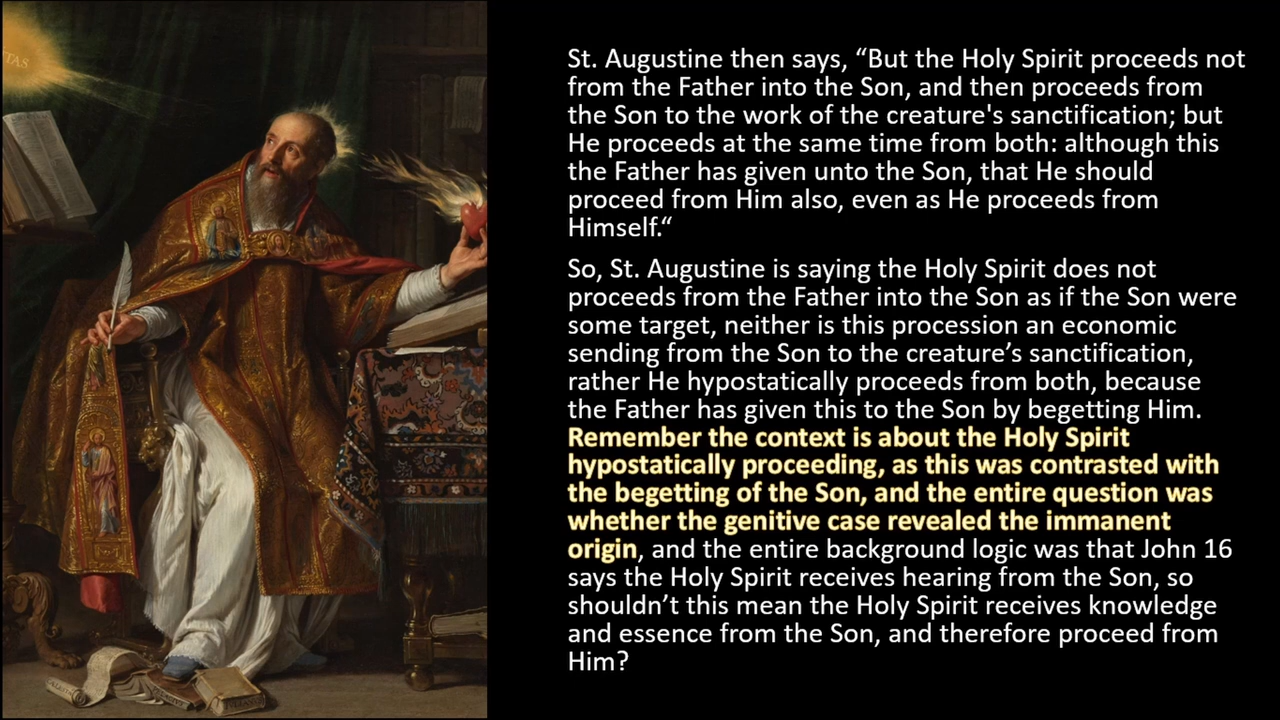 TAS
St. Augustine then says, “But the Holy Spirit proceeds not
from the Father into the Son, and then proceeds from
the Son to the work of the creature's sanctification; but
He proceeds at the same time from both: although this
the Father has given unto the Son, that He should
proceed from Him also, even as He proceeds from
Himself.“
So, St. Augustine is saying the Holy Spirit does not
proceeds from the Father into the Son as if the Son were
some target, neither is this procession an economic
sending from the Son to the creature’s sanctification,
rather He hypostatically proceeds from both, because
the Father has given this to the Son by begetting Him.
Remember the context is about the Holy Spirit
hypostatically proceeding, as this was contrasted with
the begetting of the Son, and the entire question was
whether the genitive case revealed the immanent
origin, and the entire background logic was that John 16
says the Holy Spirit receives hearing from the Son, so
shouldn’t this mean the Holy Spirit receives knowledge
and essence from the Son, and therefore proceed from
Him?